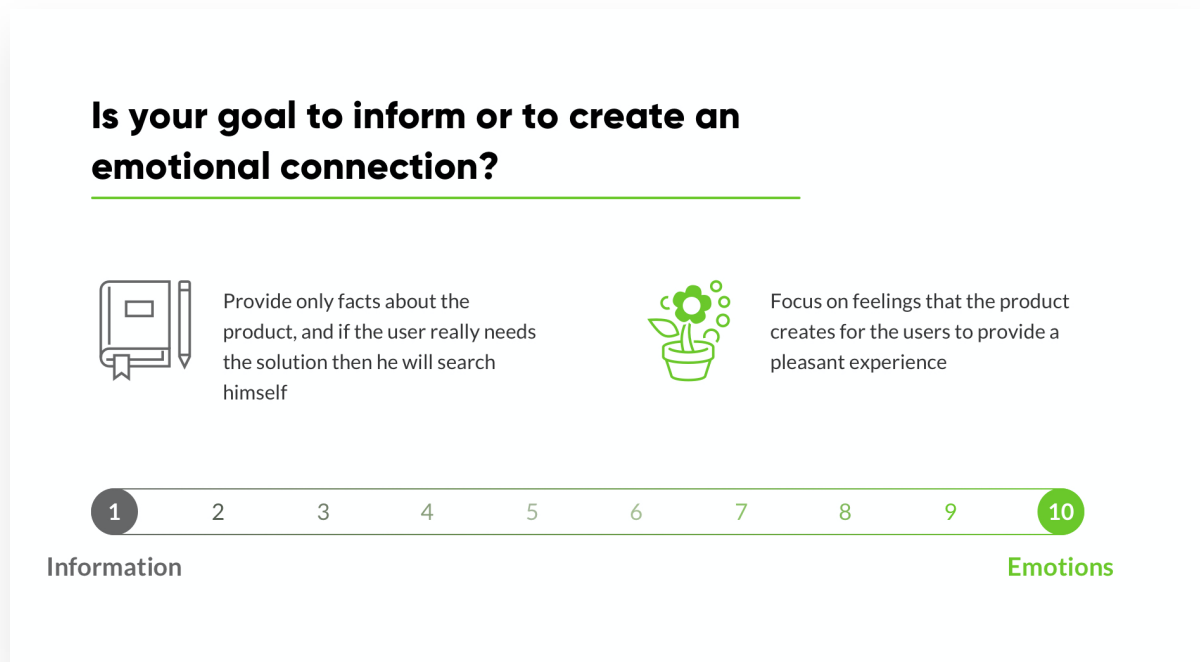 Is your goal to inform or to create an
emotional connection?
Provide only facts about the
product, and if the user really needs
the solution then he will search
himself
Focus on feelings that the product
creates for the users to provide a
pleasant experience
1 2 3 4 5 6 7 8 9 10
Information
Emotions